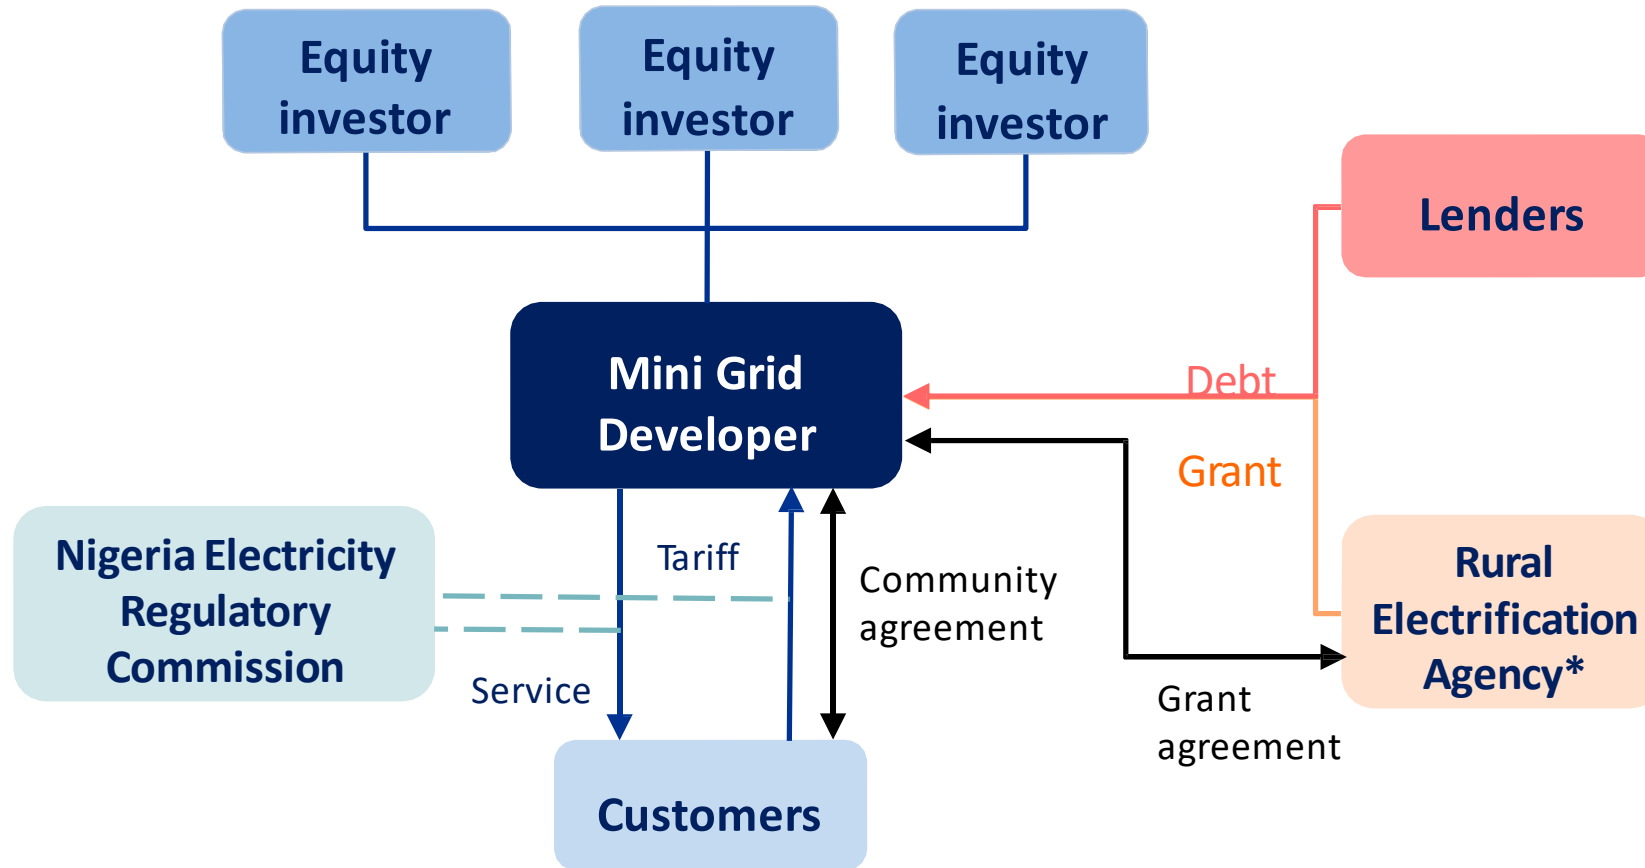 Equity
investor
Equity
investor
Equity
investor
Lenders
Mini Grid
Developer
Debt
Grant
Nigeria Electricity
Regulatory
Commission
Tariff
Service
Community
agreement
Rural
Electrification
Agency*
Grant
agreement
Customers